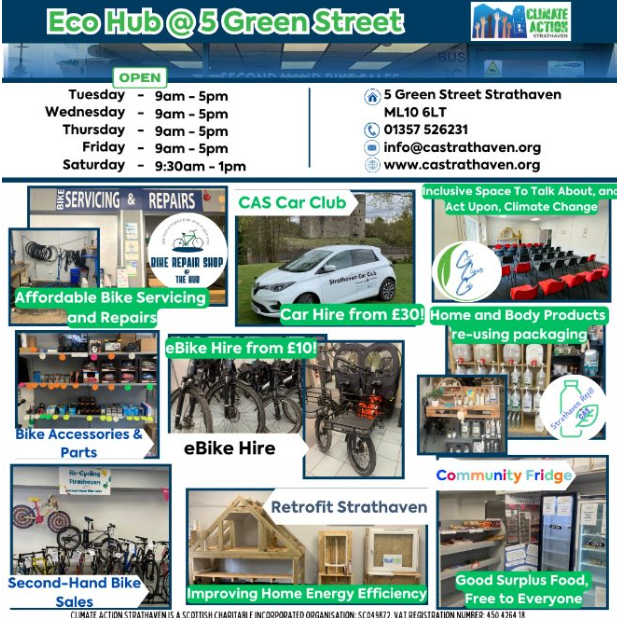 Eco Hub @ 5 Green Street
CLIMATE
ACTION
STRATHAVEN
BUS
SECOND HAND BIKE SALES
OPEN
Tuesday - 9am - 5pm
Wednesday - 9am - 5pm
Thursday - 9am - 5pm
Friday - 9am - 5pm
Saturday - 9:30am - 1pm
5 Green Street Strathaven
ML10 6LT
01357 526231
info@castrathaven.org
www.castrathaven.org
BIKE SERVICING & REPAIRS
BIKE REPAIR SHOP
@
THE HUB
Affordable Bike Servicing
and Repairs
CAS Car Club
Strathaven Car Club
Car Hire from £30!
Inclusive Space To Talk About, and
Act Upon, Climate Change
Home and Body Products
re-using packaging
Strathaven Refill
Bike Accessories &
Parts
eBike Hire from £10!
eBike Hire
Re-Cycling
Strathaven
Second-Hand Bike
Sales
Retrofit Strathaven
Improving Home Energy Efficiency
Community Fridge
Good Surplus Food,
Free to Everyone
CLIMATE ACTION STRATHAVEN IS A SCOTTISH CHARITABLE INCORPORATED ORGANISATION: SC049872. VAT REGISTRATION NUMBER: 450 4264 18